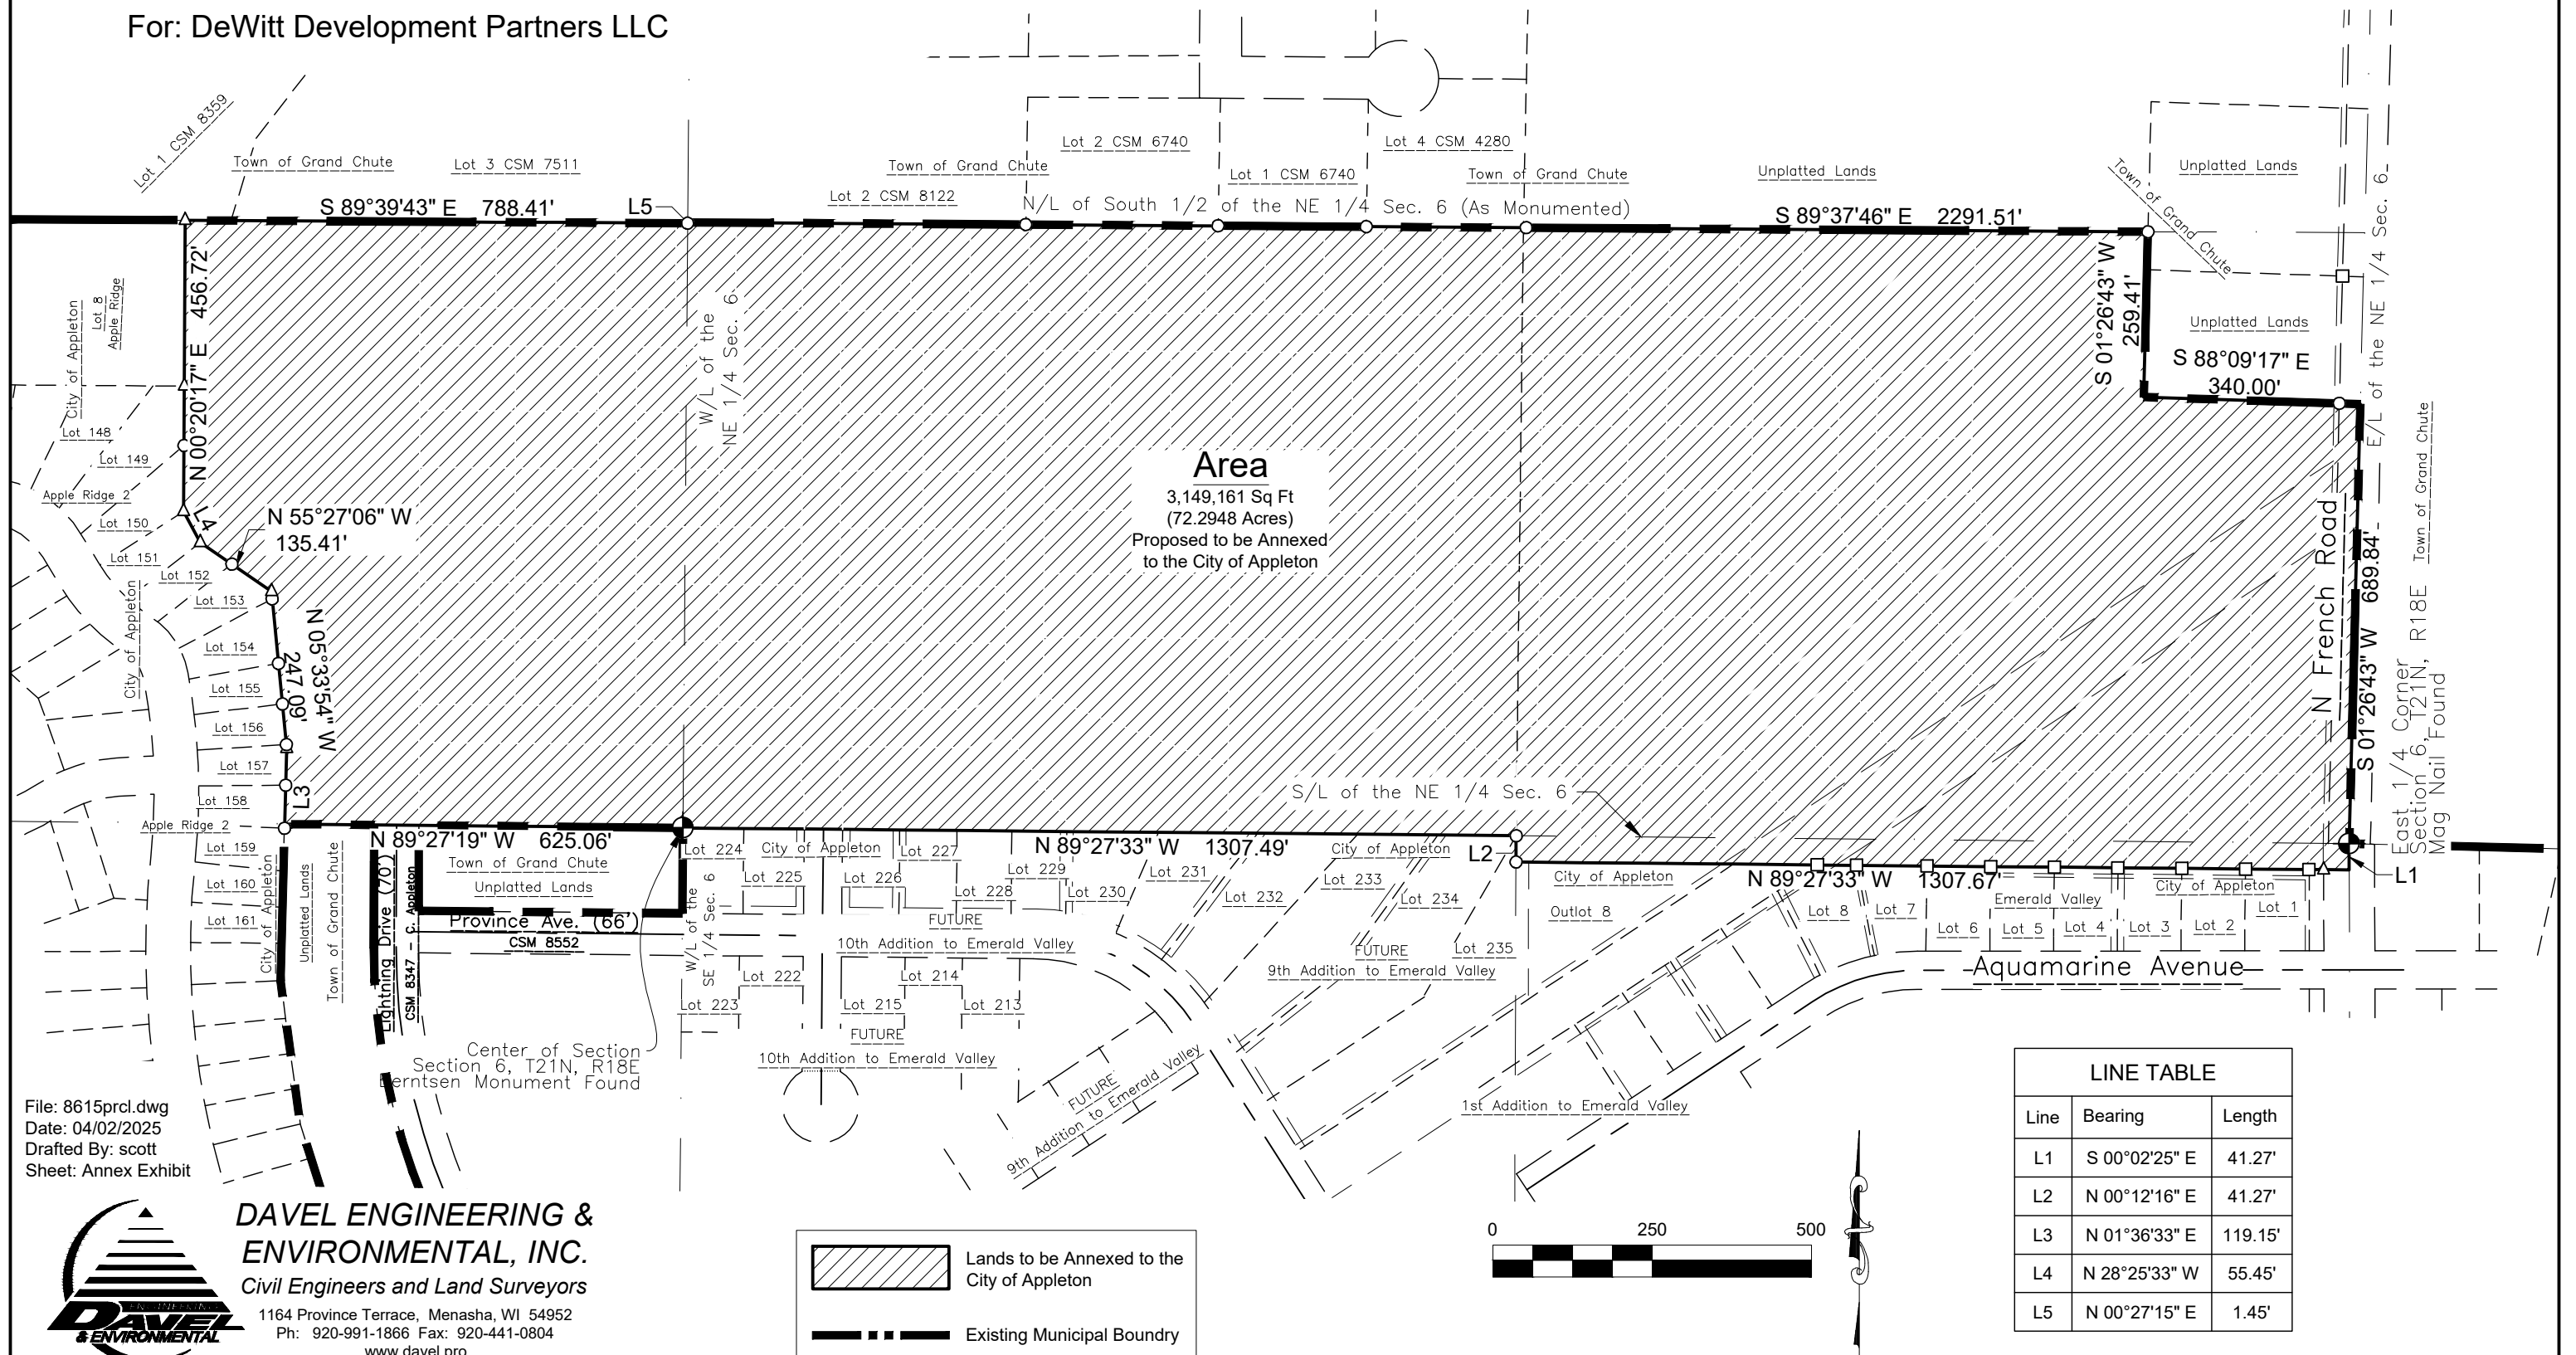 For: DeWitt Development Partners LLC
Lot 1 CSM 8359
Town of Grand Chute
Lot 3 CSM 7511
Town of Grand Chute
Lot 2 CSM 8122
Lot 2 CSM 6740
Lot 1 CSM 6740
Lot 4 CSM 4280
Town of Grand Chute
Unplatted Lands
Town of Grand Chute
Unplatted Lands
S 89°39'43" E 788.41'
L5
N/L of South 1/2 of the NE 1/4 Sec. 6 (As Monumented)
S 89°37'46" E 2291.51'
S 01°26'43" W
259.41'
Unplatted Lands
S 88°09'17" E
340.00'
E/L of the NE 1/4 Sec. 6
Town of Grand Chute
N 00°20'17" E 456.72'
City of Appleton
Lot 8
Apple Ridge
W/L of the
NE 1/4 Sec. 6
Lot 148
Lot 149
Apple Ridge 2
Lot 150
L4
N 55°27'06" W
135.41'
Lot 151
Lot 152
Lot 153
City of Appleton
Lot 154
Lot 155
Lot 156
Lot 157
Lot 158
N 05°33'54" W
247.09'
L3
Area
3,149,161 Sq Ft
(72.2948 Acres)
Proposed to be Annexed
to the City of Appleton
N French Road
S 01°26'43" W 689.84'
East 1/4 Corner
Section 6, T21N, R18E
Mag Nail Found
S/L of the NE 1/4 Sec. 6
Apple Ridge 2
Lot 159
Lot 160
Lot 161
City of Appleton
Unplatted Lands
Town of Grand Chute
Lightning Drive (70')
CSM 8347 - C. Appleton
N 89°27'19" W 625.06'
Town of Grand Chute
Unplatted Lands
Province Ave. (66')
CSM 8552
W/L of the
SE 1/4 Sec. 6
Lot 224
City of Appleton
Lot 225
Lot 226
Lot 227
Lot 228
Lot 229
Lot 230
N 89°27'33" W 1307.49'
Lot 231
Lot 232
Lot 233
City of Appleton
Lot 234
Lot 235
L2
FUTURE
10th Addition to Emerald Valley
FUTURE
9th Addition to Emerald Valley
City of Appleton
Outlot 8
N 89°27'33" W 1307.67'
Lot 8
Lot 7
Emerald Valley
City of Appleton
Lot 6
Lot 5
Lot 4
Lot 3
Lot 2
Lot 1
L1
Aquamarine Avenue
Lot 223
Lot 222
Lot 215
Lot 214
Lot 213
FUTURE
10th Addition to Emerald Valley
Center of Section
Section 6, T21N, R18E
Berntsen Monument Found
FUTURE
9th Addition to Emerald Valley
1st Addition to Emerald Valley
File: 8615prcl.dwg
Date: 04/02/2025
Drafted By: scott
Sheet: Annex Exhibit
ENGINEERING
DAVEL
& ENVIRONMENTAL
DAVEL ENGINEERING &
ENVIRONMENTAL, INC.
Civil Engineers and Land Surveyors
1164 Province Terrace, Menasha, WI 54952
Ph: 920-991-1866 Fax: 920-441-0804
www.davel.pro
Lands to be Annexed to the
City of Appleton
Existing Municipal Boundry
0 250 500
LINE TABLE
Line Bearing Length
L1 S 00°02'25" E 41.27'
L2 N 00°12'16" E 41.27'
L3 N 01°36'33" E 119.15'
L4 N 28°25'33" W 55.45'
L5 N 00°27'15" E 1.45'